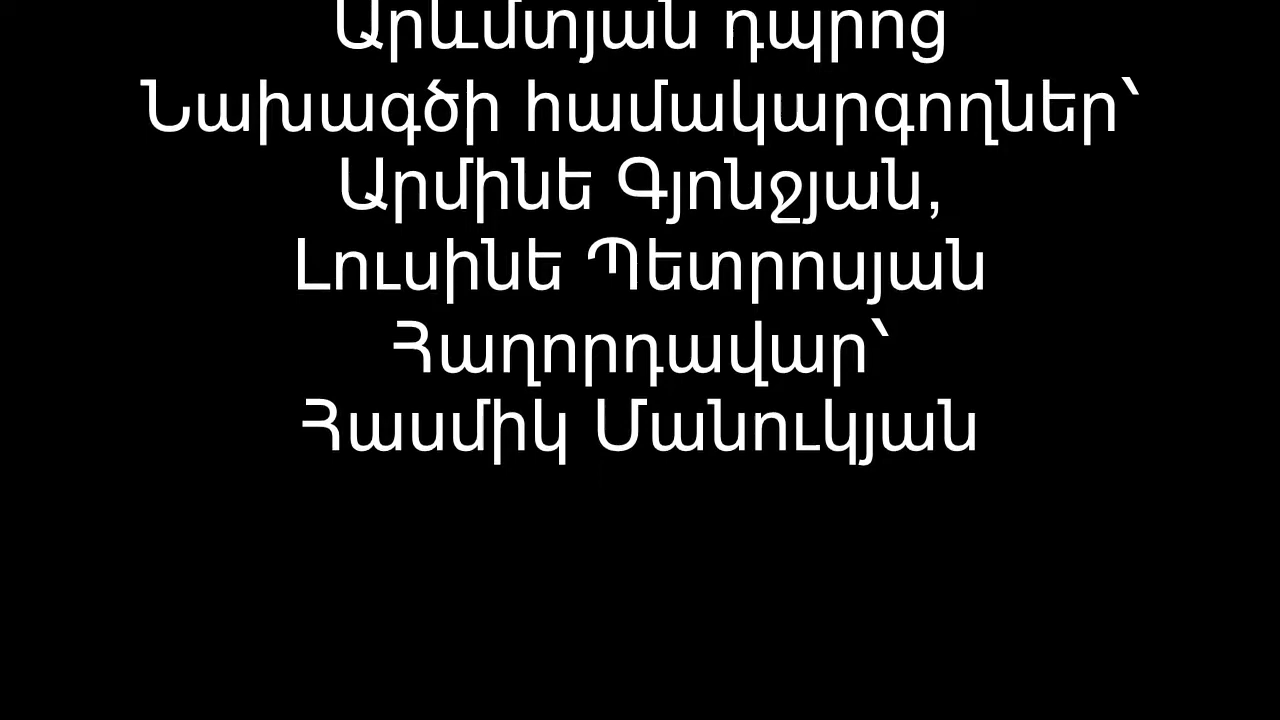 Արևմտյան դպրոց
Նախագծի համակարգողներ՝
Արմինե Գյոնջյան,
Լուսինե Պետրոսյան
Հաղորդավար՝
Հասմիկ Մանուկյան